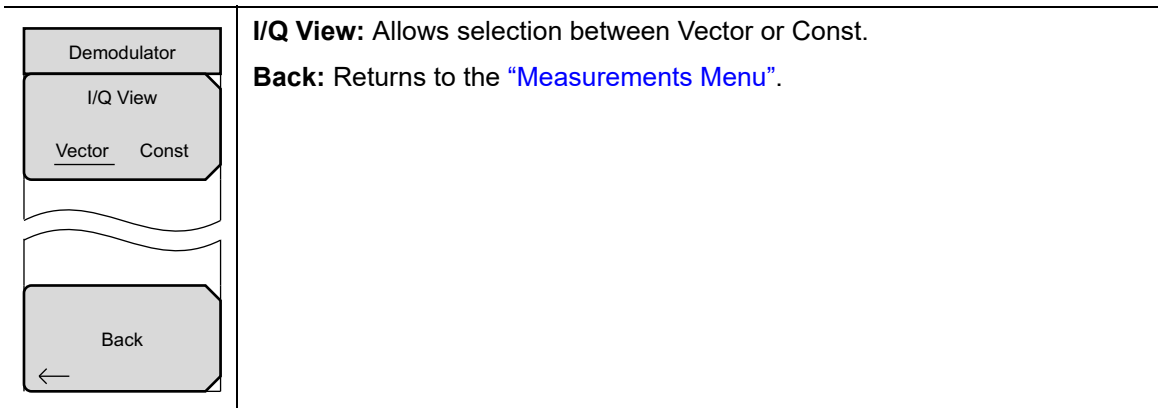 Demodulator
I/Q View
Vector Const
Back
I/Q View: Allows selection between Vector or Const.
Back: Returns to the “Measurements Menu”.